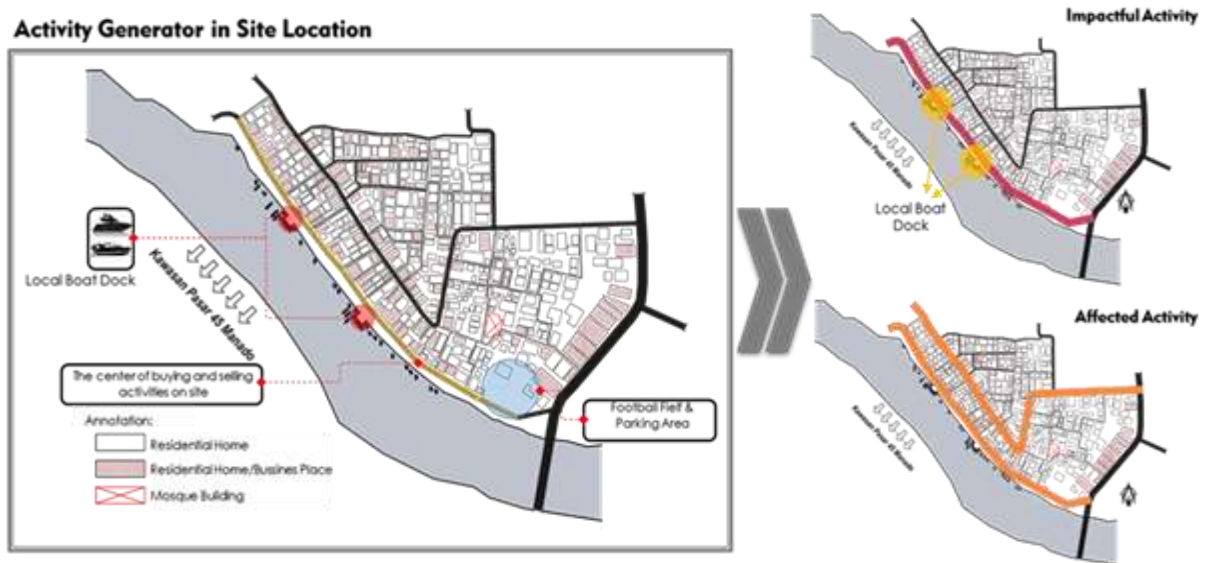 Activity Generator in Site Location
Local Boat Dock
Kawasan Pasar 45 Manado
The center of buying and selling
activities on site
Annotation:
Residential Home
Residential Home/Bussines Place
Mosque Building
Football Fielf &
Parking Area
Impactful Activity
Kawasan Pasar 45 Manado
Local Boat
Dock
Affected Activity
Kawasan Pasar 45 Manado